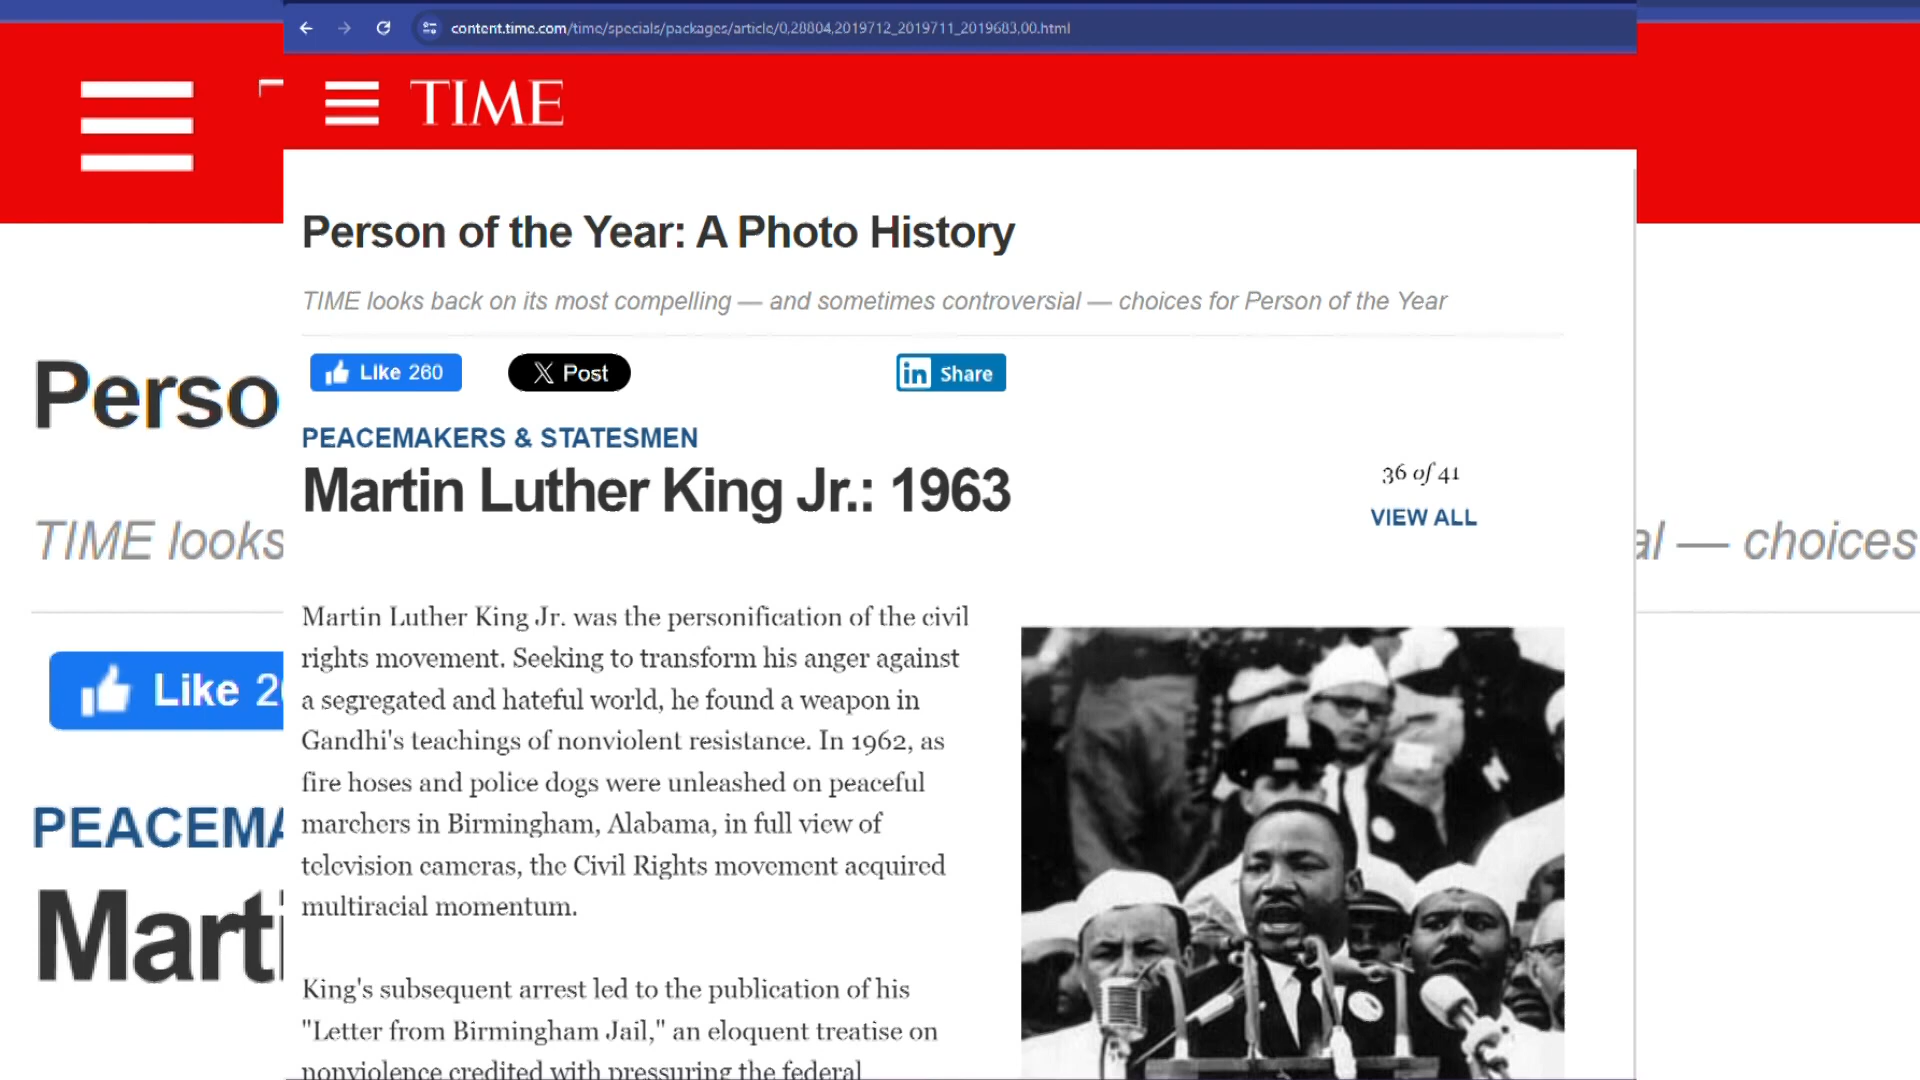 content.time.com/time/specials/packages/article/0,28804,2019712_2019711_2019683,00.html
TIME
Person of the Year: A Photo History
TIME looks back on its most compelling — and sometimes controversial — choices for Person of the Year
Like 260
X Post
in Share
PEACEMAKERS & STATESMEN
Martin Luther King Jr.: 1963
36 of 41
VIEW ALL
Martin Luther King Jr. was the personification of the civil
rights movement. Seeking to transform his anger against
a segregated and hateful world, he found a weapon in
Gandhi's teachings of nonviolent resistance. In 1962, as
fire hoses and police dogs were unleashed on peaceful
marchers in Birmingham, Alabama, in full view of
television cameras, the Civil Rights movement acquired
multiracial momentum.
King's subsequent arrest led to the publication of his
"Letter from Birmingham Jail," an eloquent treatise on
nonviolence credited with pressuring the federal
Perso
TIME looks
al — choices
Like 2
PEACEMA
Marti